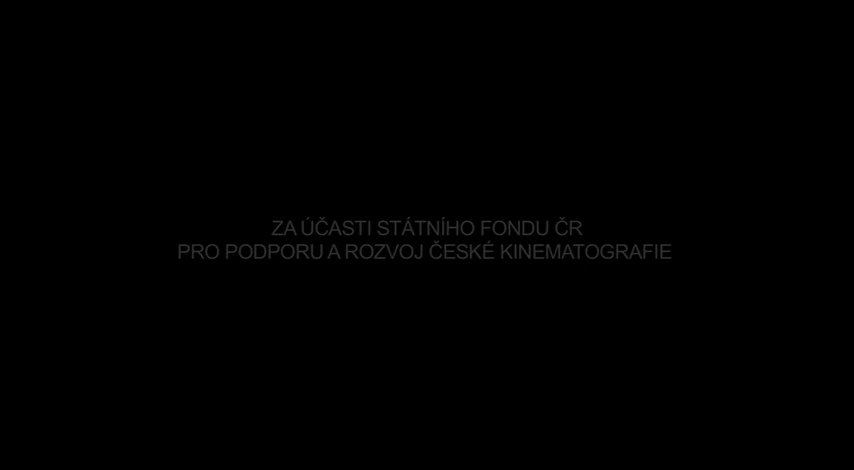 ZA ÚČASTI STÁTNÍHO FONDU ČR
PRO PODPORU A ROZVOJ ČESKÉ KINEMATOGRAFIE